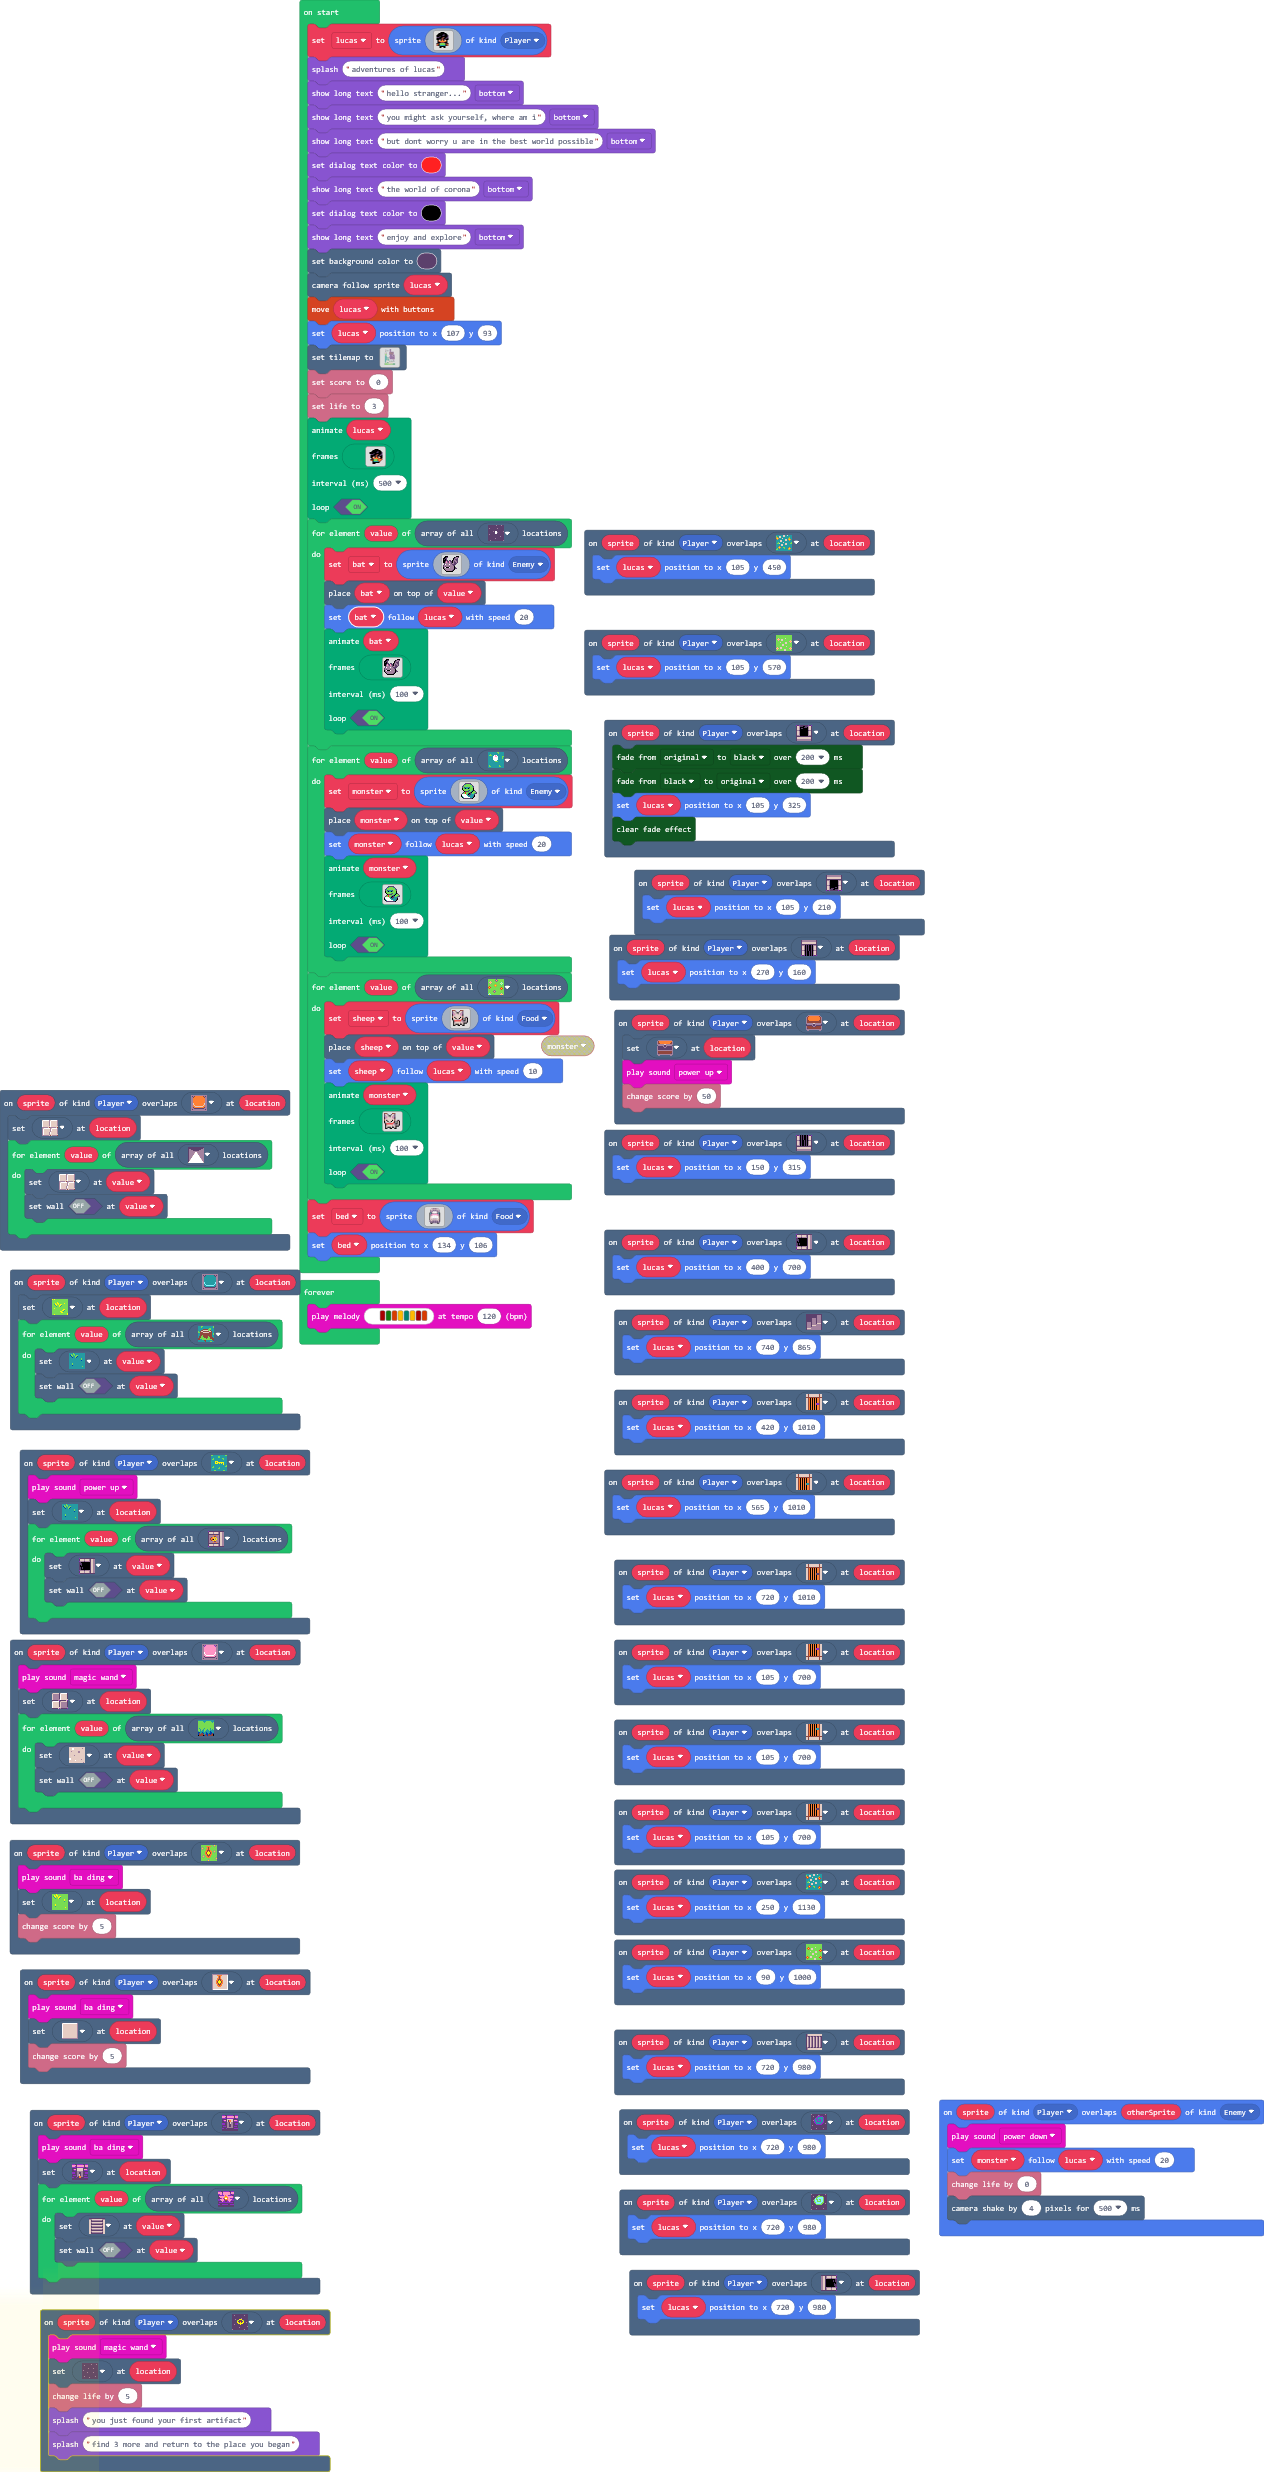 on start
set lucas to sprite of kind Player
splash "adventures of lucas"
show long text "hello stranger..." bottom
show long text "you might ask yourself, where am i" bottom
show long text "but dont worry u are in the best world possible" bottom
set dialog text color to
show long text "the world of corona" bottom
set dialog text color to
show long text "enjoy and explore" bottom
set background color to
camera follow sprite lucas
move lucas with buttons
set lucas position to x 107 y 93
set tilemap to
set score to 0
set life to 3
animate lucas
frames
interval (ms) 500
loop ON
for element value of array of all locations
do
set bat to sprite of kind Enemy
place bat on top of value
set bat follow lucas with speed 20
animate bat
frames
interval (ms) 100
loop ON
for element value of array of all locations
do
set monster to sprite of kind Enemy
place monster on top of value
set monster follow lucas with speed 20
animate monster
frames
interval (ms) 100
loop ON
for element value of array of all locations
do
set sheep to sprite of kind Food
place sheep on top of value
set sheep follow lucas with speed 10
animate monster
frames
interval (ms) 100
loop ON
set bed to sprite of kind Food
set bed position to x 134 y 106
monster
forever
play melody at tempo 120 (bpm)
on sprite of kind Player overlaps at location
set at location
for element value of array of all locations
do
set at value
set wall OFF at value
on sprite of kind Player overlaps at location
set at location
for element value of array of all locations
do
set at value
set wall OFF at value
on sprite of kind Player overlaps at location
play sound power up
set at location
for element value of array of all locations
do
set at value
set wall OFF at value
on sprite of kind Player overlaps at location
play sound magic wand
set at location
for element value of array of all locations
do
set at value
set wall OFF at value
on sprite of kind Player overlaps at location
play sound ba ding
set at location
change score by 5
on sprite of kind Player overlaps at location
play sound ba ding
set at location
change score by 5
on sprite of kind Player overlaps at location
play sound ba ding
set at location
for element value of array of all locations
do
set at value
set wall OFF at value
on sprite of kind Player overlaps at location
play sound magic wand
set at location
change life by 5
splash "you just found your first artifact"
splash "find 3 more and return to the place you began"
on sprite of kind Player overlaps at location
set lucas position to x 105 y 450
on sprite of kind Player overlaps at location
set lucas position to x 105 y 570
on sprite of kind Player overlaps at location
fade from original to black over 200 ms
fade from black to original over 200 ms
set lucas position to x 105 y 325
clear fade effect
on sprite of kind Player overlaps at location
set lucas position to x 105 y 210
on sprite of kind Player overlaps at location
set lucas position to x 270 y 160
on sprite of kind Player overlaps at location
set at location
play sound power up
change score by 50
on sprite of kind Player overlaps at location
set lucas position to x 150 y 315
on sprite of kind Player overlaps at location
set lucas position to x 400 y 700
on sprite of kind Player overlaps at location
set lucas position to x 740 y 865
on sprite of kind Player overlaps at location
set lucas position to x 420 y 1010
on sprite of kind Player overlaps at location
set lucas position to x 565 y 1010
on sprite of kind Player overlaps at location
set lucas position to x 720 y 1010
on sprite of kind Player overlaps at location
set lucas position to x 105 y 700
on sprite of kind Player overlaps at location
set lucas position to x 105 y 700
on sprite of kind Player overlaps at location
set lucas position to x 105 y 700
on sprite of kind Player overlaps at location
set lucas position to x 250 y 1130
on sprite of kind Player overlaps at location
set lucas position to x 90 y 1000
on sprite of kind Player overlaps at location
set lucas position to x 720 y 980
on sprite of kind Player overlaps at location
set lucas position to x 720 y 980
on sprite of kind Player overlaps at location
set lucas position to x 720 y 980
on sprite of kind Player overlaps at location
set lucas position to x 720 y 980
on sprite of kind Player overlaps otherSprite of kind Enemy
play sound power down
set monster follow lucas with speed 20
change life by 0
camera shake by 4 pixels for 500 ms